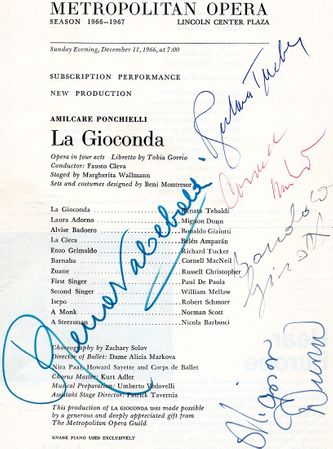 METROPOLITAN OPERA
SEASON 1966-1967 LINCOLN CENTER PLAZA
Sunday Evening, December 11, 1966, at 7:00
SUBSCRIPTION PERFORMANCE
NEW PRODUCTION
AMILCARE PONCHIELLI
La Gioconda
Opera in four acts Libretto by Tobia Gorrio
Conductor: Fausto Cleva
Staged by Margherita Wallmann
Sets and costumes designed by Beni Montresor
La Gioconda Renata Tebaldi
Laura Adorno Mignon Dunn
Alvise Badoero Bonaldo Giaiotti
La Cieca Belén Amparán
Enzo Grimaldo Richard Tucker
Barnaba Cornell MacNeil
Zuane Russell Christopher
First Singer Paul De Paola
Second Singer William Mellow
Isepo Robert Schmorr
A Monk Norman Scott
A Steersman Nicola Barbusci
Choreography by Zachary Solov
Director of Ballet: Dame Alicia Markova
Nira Paaz, Howard Sayette and Corps de Ballet
Chorus Master: Kurt Adler
Musical Preparation: Umberto Jedovelli
Assistant Stage Director: Patrick Tavernia
This production of LA GIOCONDA was made possible
by a generous and deeply appreciated gift from
The Metropolitan Opera Guild
KNABE PIANO USED EXCLUSIVELY
Richard Tucker
Cornell
Renata Tebaldi
Bonaldo
Giaiotti
Mignon
Dunn